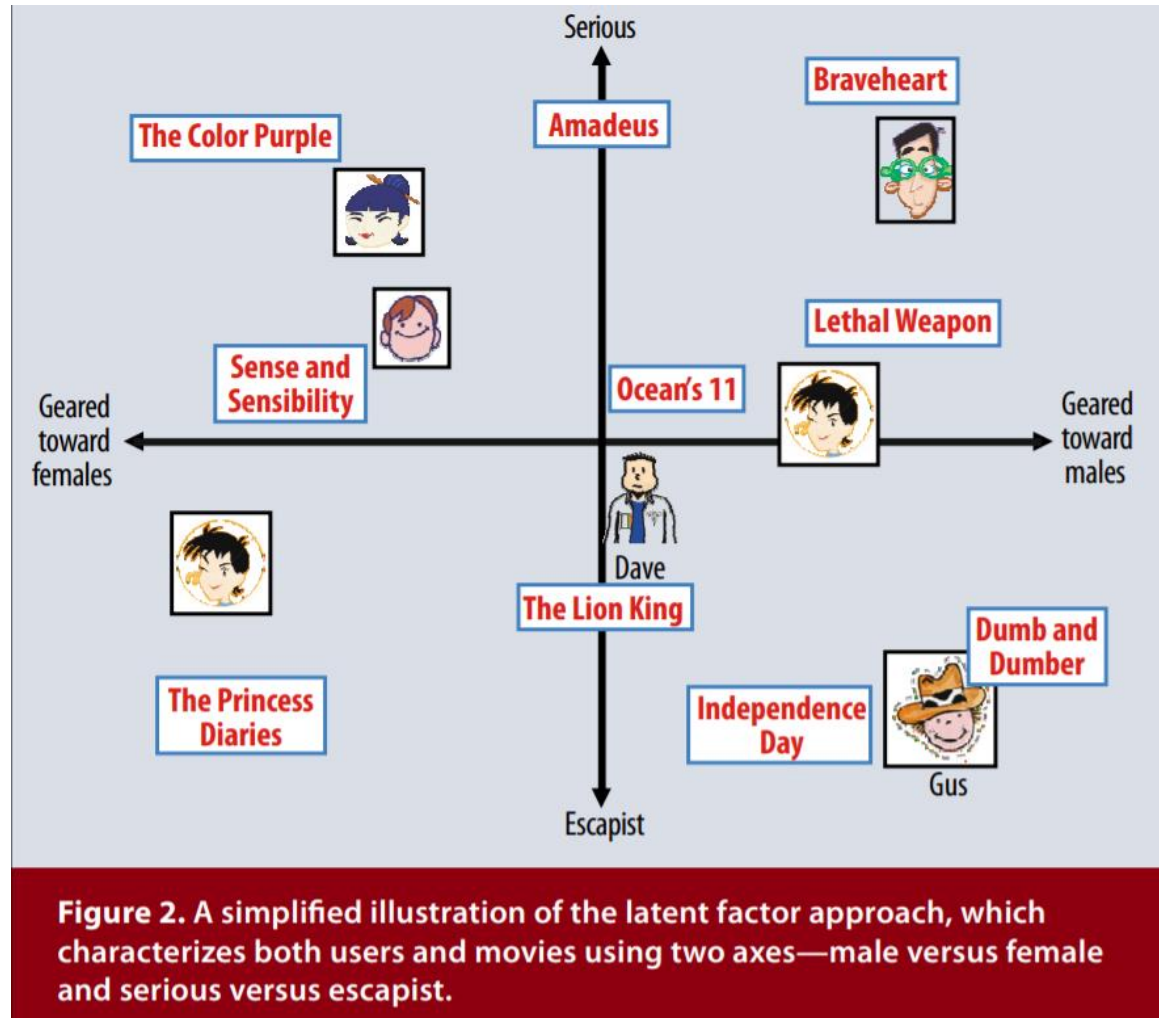 Serious
Braveheart
Amadeus
The Color Purple
Lethal Weapon
Sense and
Sensibility
Ocean's 11
Geared
toward
females
Geared
toward
males
Dave
The Lion King
Dumb and
Dumber
The Princess
Diaries
Independence
Day
Gus
Escapist
Figure 2. A simplified illustration of the latent factor approach, which
characterizes both users and movies using two axes—male versus female
and serious versus escapist.